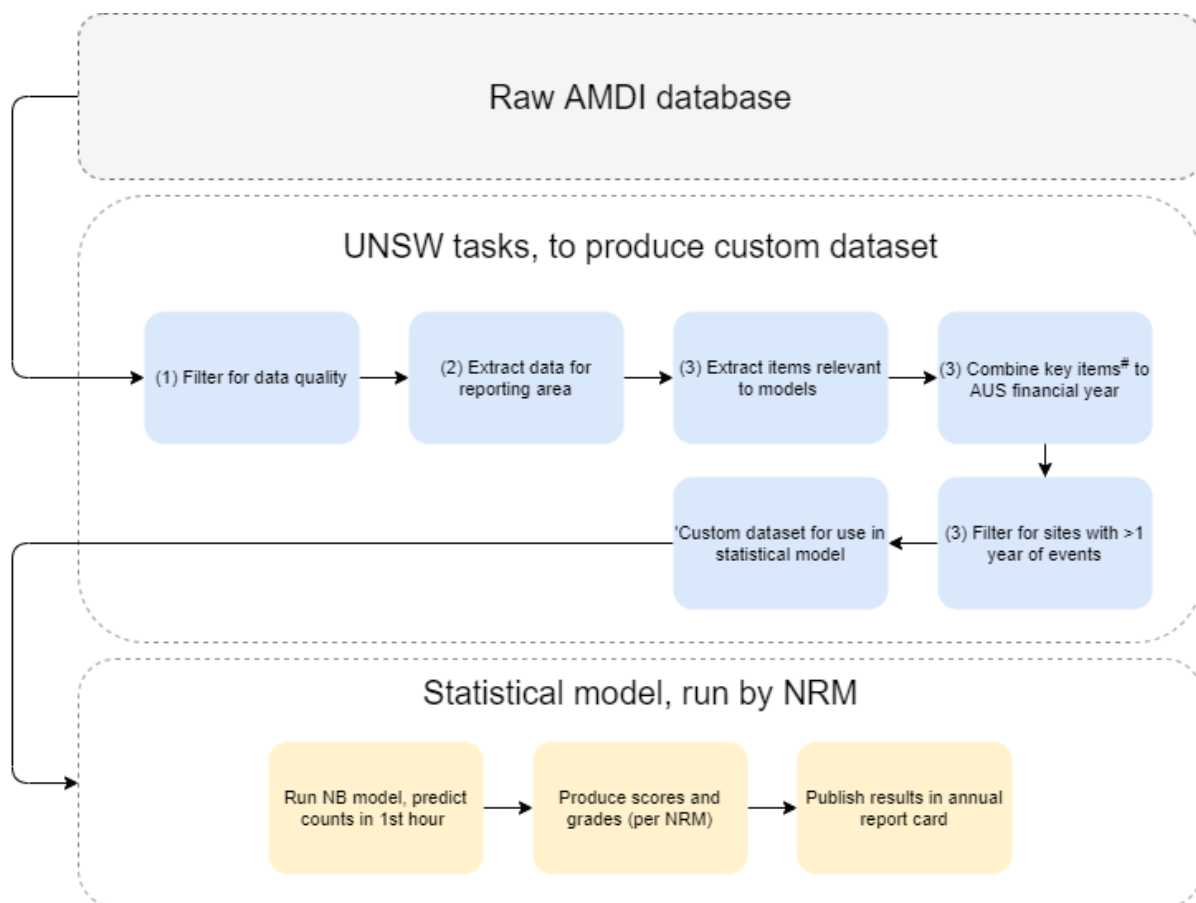 Raw AMDI database
UNSW tasks, to produce custom dataset
(1) Filter for data quality
(2) Extract data for
reporting area
(3) Extract items relevant
to models
(3) Combine key items# to
AUS financial year
'Custom dataset for use in
statistical model
(3) Filter for sites with >1
year of events
Statistical model, run by NRM
Run NB model, predict
counts in 1st hour
Produce scores and
grades (per NRM)
Publish results in annual
report card